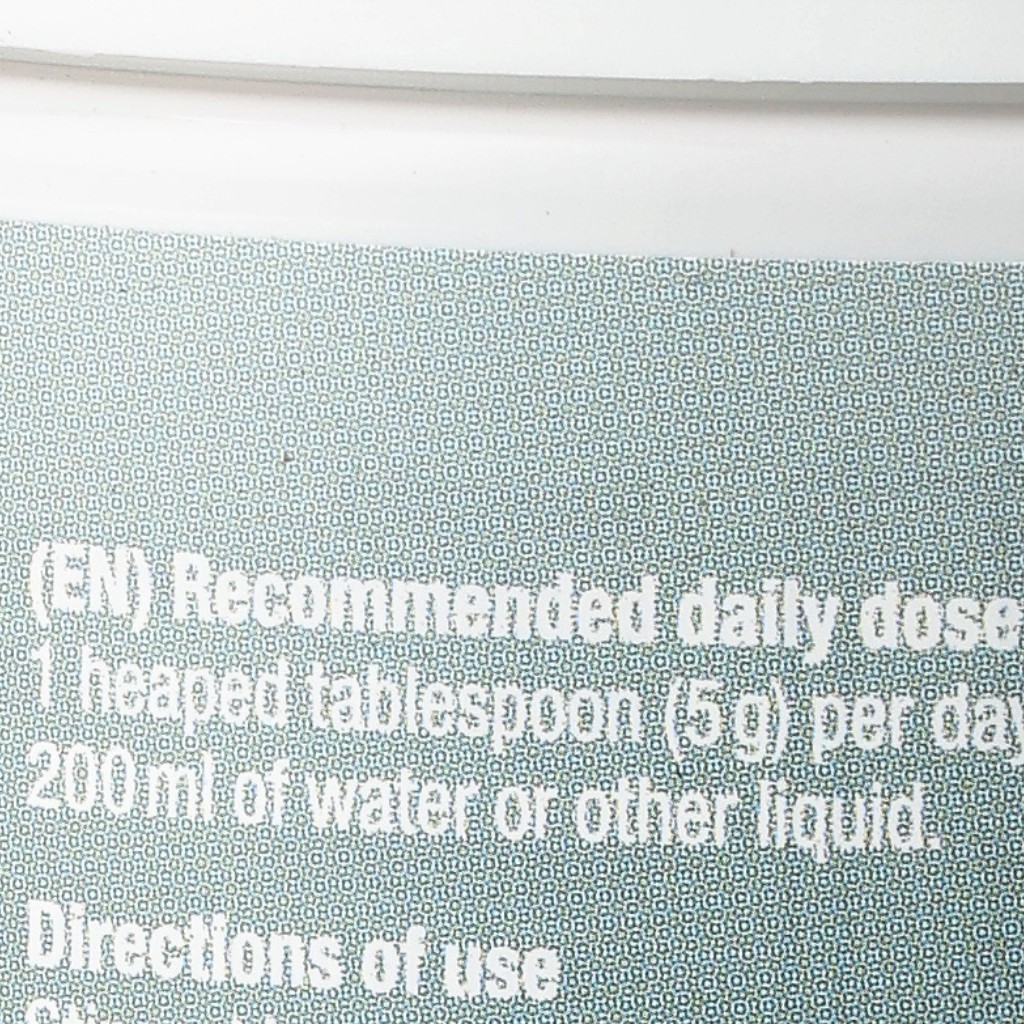 (EN) Recommended daily dose
1 heaped tablespoon (5 g) per day
200 ml of water or other liquid.
Directions of use